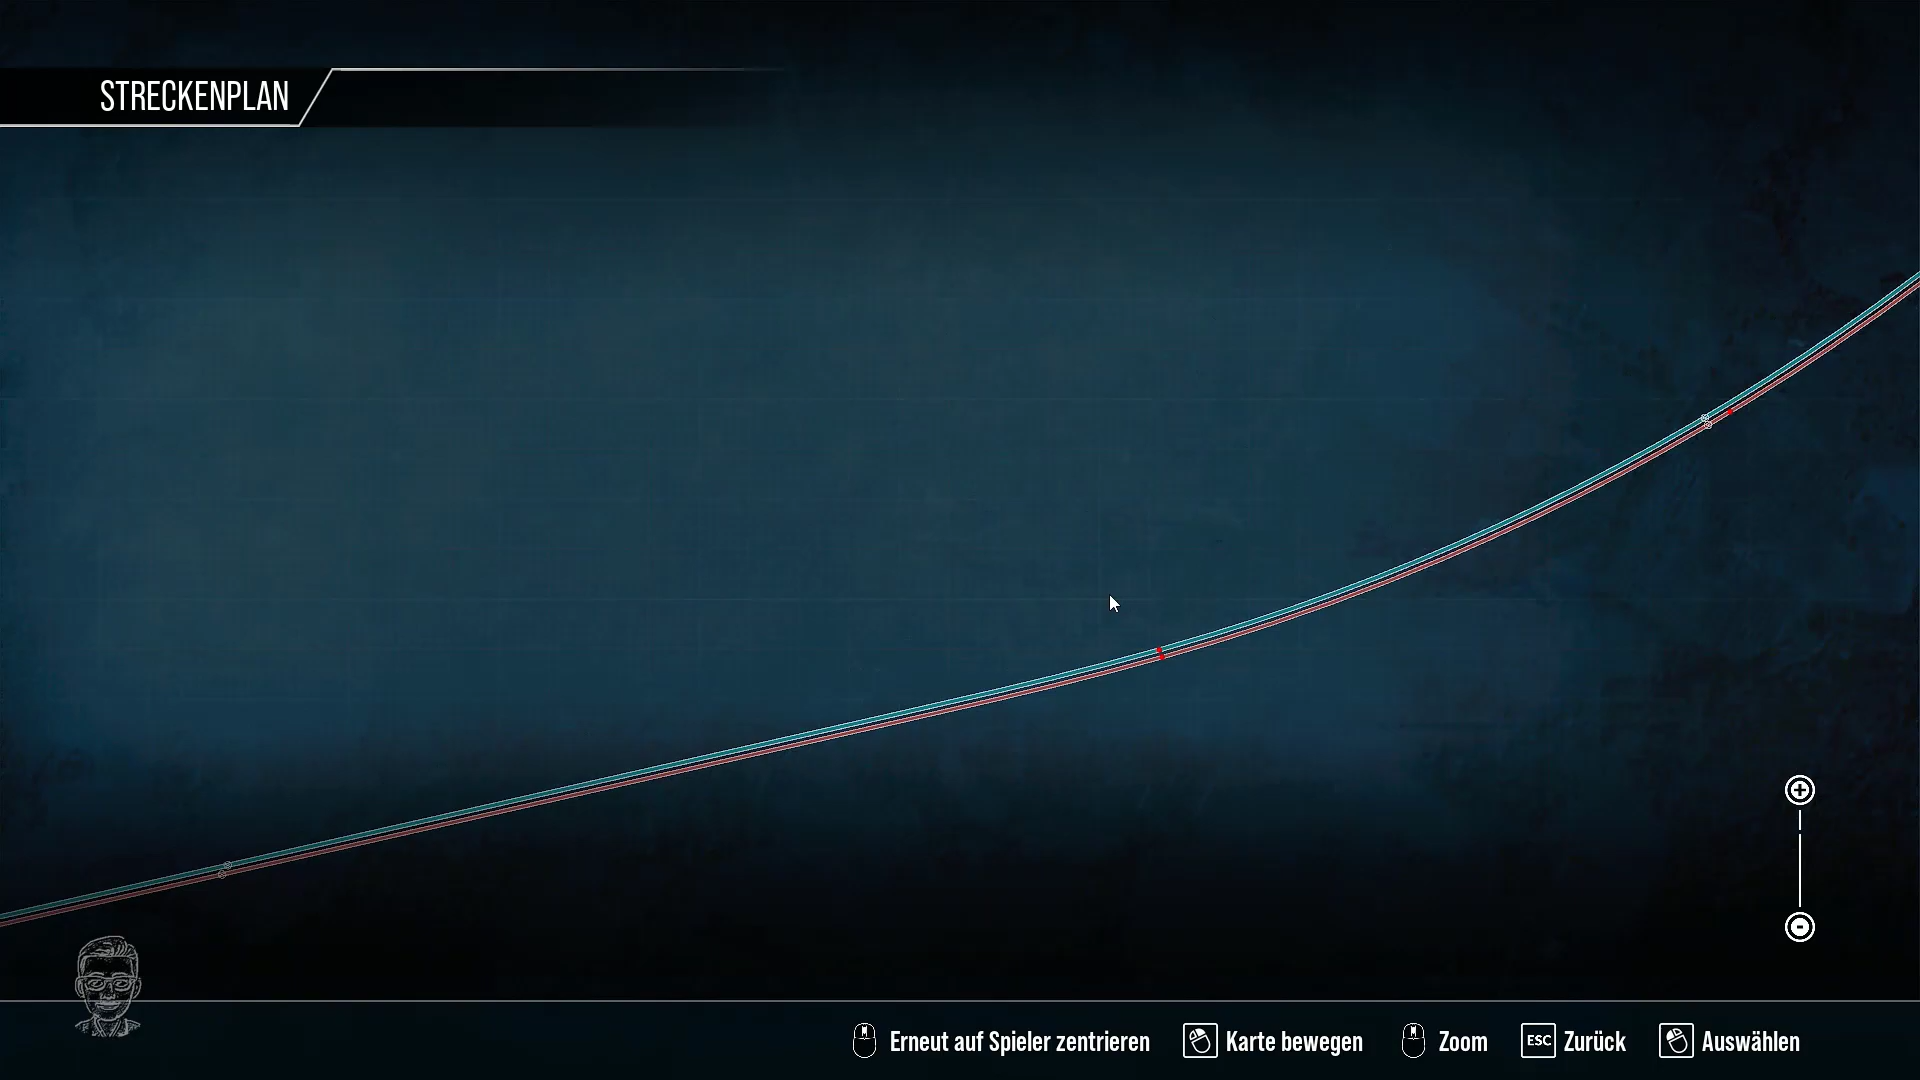 STRECKENPLAN
Erneut auf Spieler zentrieren
Karte bewegen
Zoom
ESC Zurück
Auswählen